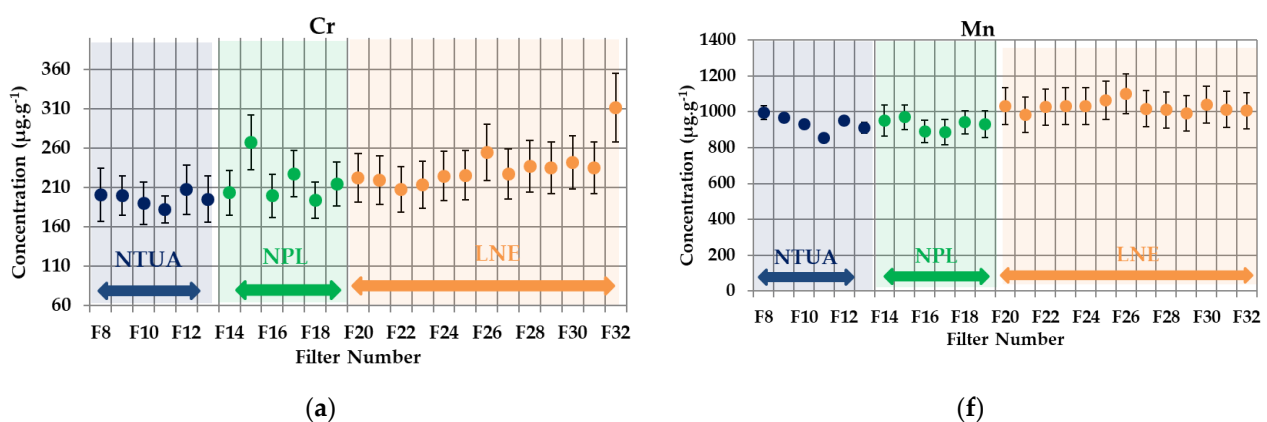 Cr
Concentration (µg.g⁻¹)
360
310
260
210
160
110
60
NTUA
NPL
LNE
F8 F10 F12 F14 F16 F18 F20 F22 F24 F26 F28 F30 F32
Filter Number
(a)
Mn
Concentration (µg.g⁻¹)
1400
1200
1000
800
600
400
200
0
NTUA
NPL
LNE
F8 F10 F12 F14 F16 F18 F20 F22 F24 F26 F28 F30 F32
Filter Number
(f)